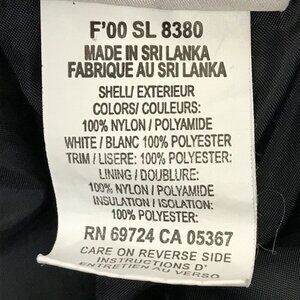 F'00 SL 8380
MADE IN SRI LANKA
FABRIQUE AU SRI LANKA
SHELL/ EXTERIEUR
COLORS/ COULEURS:
100% NYLON / POLYAMIDE
WHITE / BLANC 100% POLYESTER
TRIM / LISERE: 100% POLYESTER:
LINING / DOUBLURE:
100% NYLON / POLYAMIDE
INSULATION / ISOLATION:
100% POLYESTER:
RN 69724 CA 05367
CARE ON REVERSE SIDE
INSTRUCTIONS D'
ENTRETIEN AU VERSO